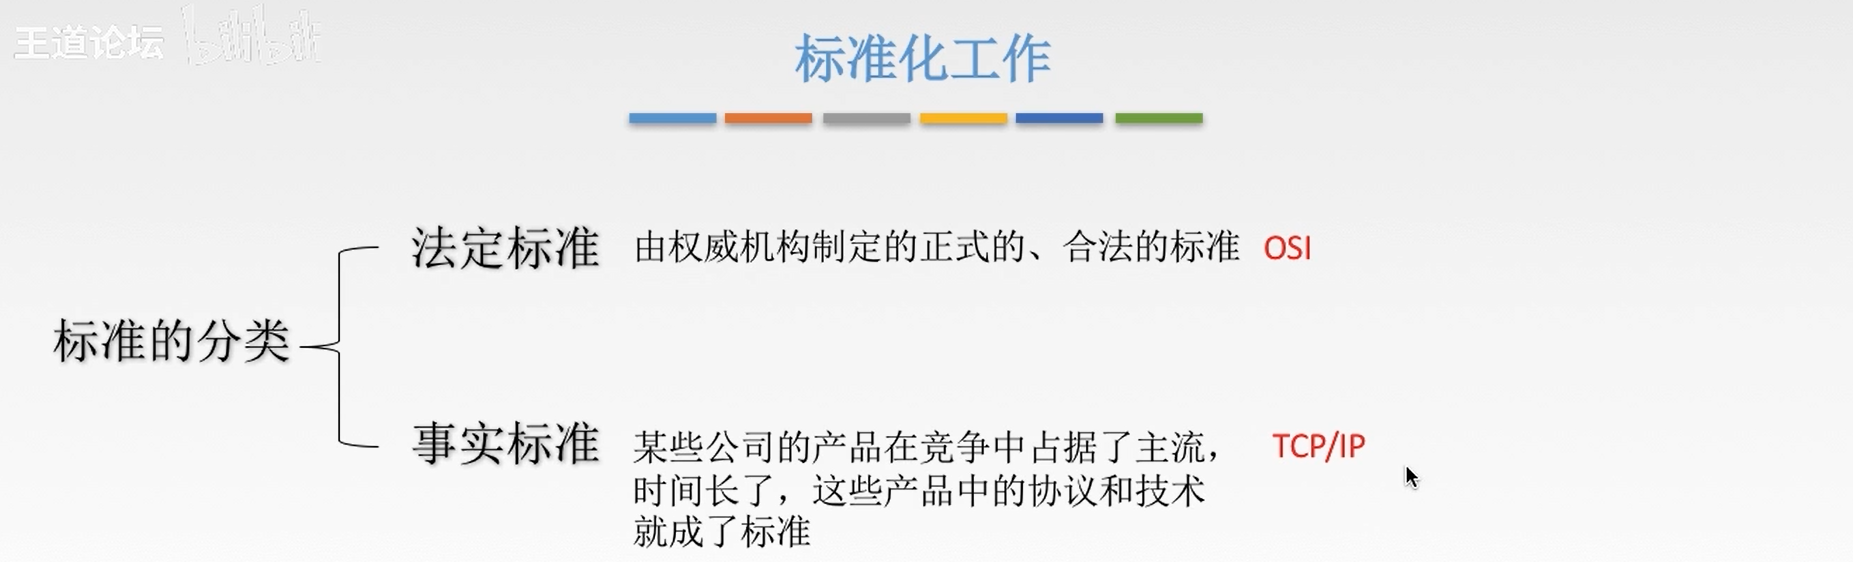 王道论坛 bilibili
标准化工作
标准的分类
法定标准 由权威机构制定的正式的、合法的标准 OSI
事实标准 某些公司的产品在竞争中占据了主流， TCP/IP
时间长了，这些产品中的协议和技术
就成了标准